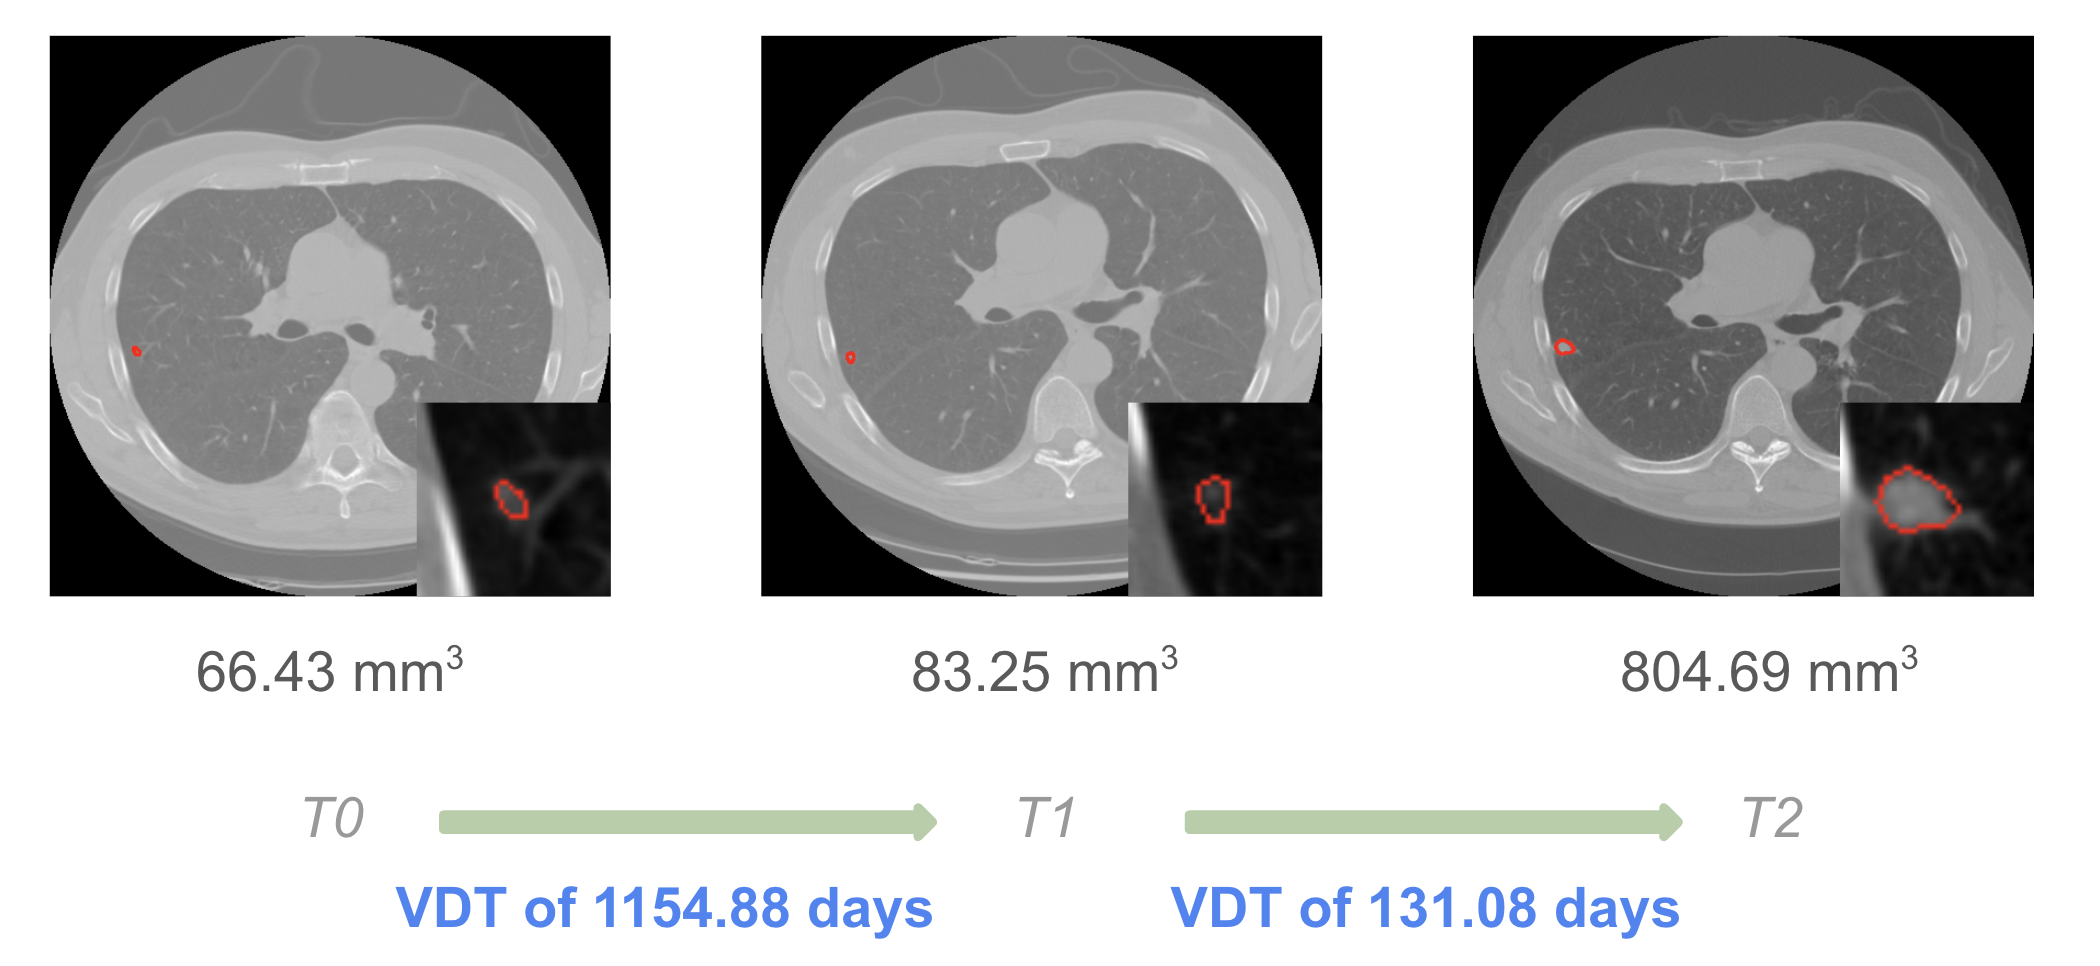 66.43 mm³
83.25 mm³
804.69 mm³
T0
T1
T2
VDT of 1154.88 days
VDT of 131.08 days